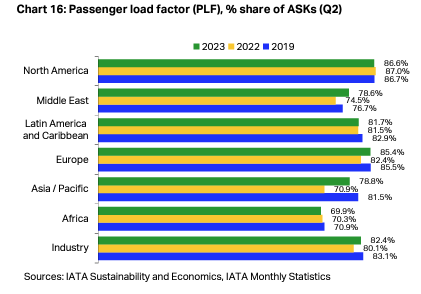 Chart 16: Passenger load factor (PLF), % share of ASKs (Q2)
2023 2022 2019
North America
86.6%
87.0%
86.7%
Middle East
78.6%
74.5%
76.7%
Latin America
and Caribbean
81.7%
81.5%
82.9%
Europe
85.4%
82.4%
85.5%
Asia / Pacific
78.8%
70.9%
81.5%
Africa
69.9%
70.3%
70.9%
Industry
82.4%
80.1%
83.1%
Sources: IATA Sustainability and Economics, IATA Monthly Statistics